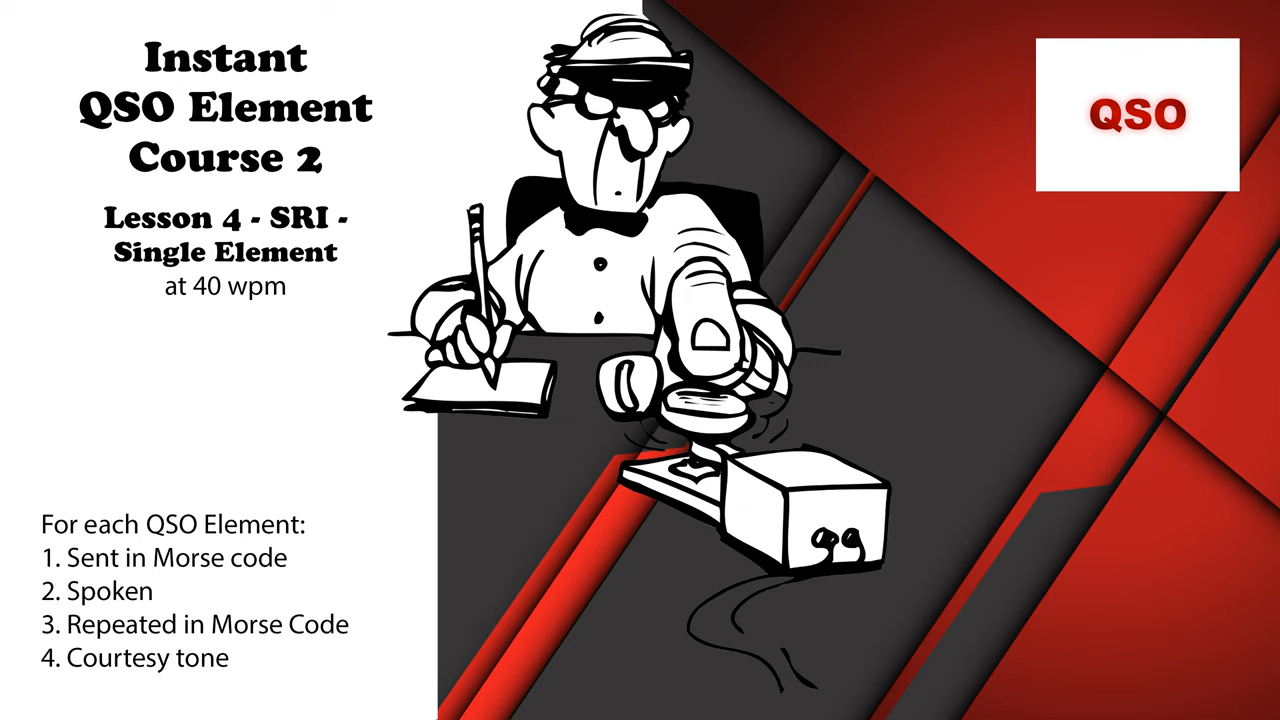 Instant
QSO Element
Course 2
Lesson 4 - SRI -
Single Element
at 40 wpm
QSO
For each QSO Element:
1. Sent in Morse code
2. Spoken
3. Repeated in Morse Code
4. Courtesy tone